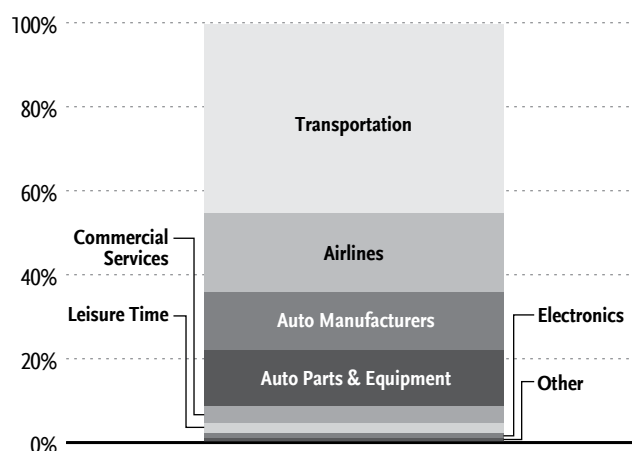 100%
Transportation
80%
60%
Commercial
Services
Airlines
40%
Leisure Time
Auto Manufacturers
Electronics
20%
Auto Parts & Equipment
Other
0%